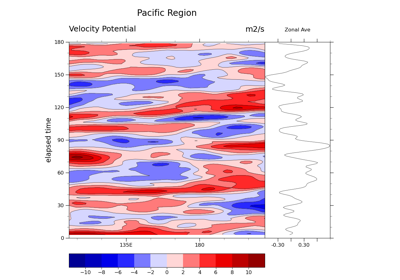 Pacific Region
Velocity Potential m2/s Zonal Ave
180
150
120
90
60
30
0
elapsed time
135E 180 -0.30 0.30
−10 −8 −6 −4 −2 0 2 4 6 8 10